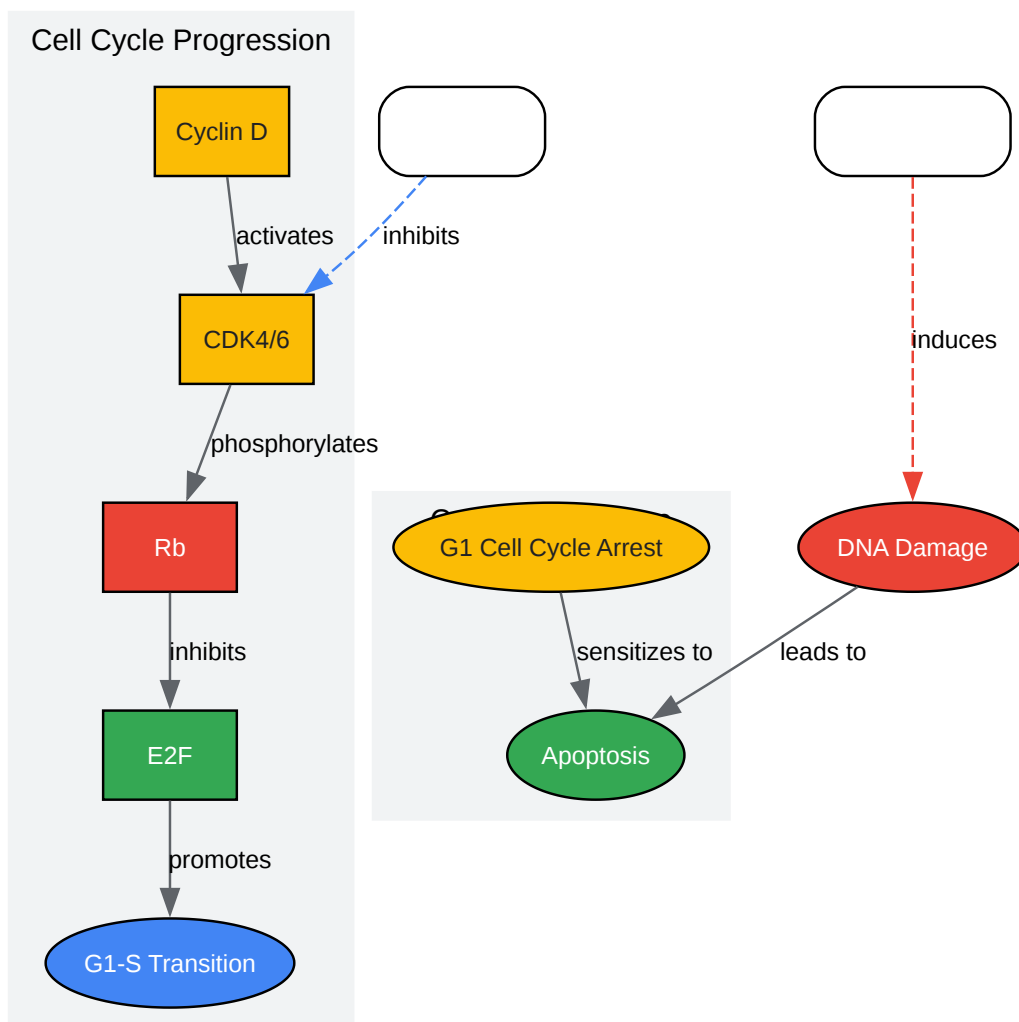 Cell Cycle Progression
Cyclin D
activates
inhibits
CDK4/6
induces
phosphorylates
Rb
G1 Cell Cycle Arrest
DNA Damage
inhibits
sensitizes to
leads to
E2F
Apoptosis
promotes
G1-S Transition